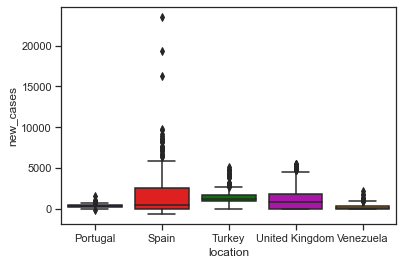 20000
15000
10000
5000
0
new_cases
Portugal Spain Turkey United Kingdom Venezuela
location